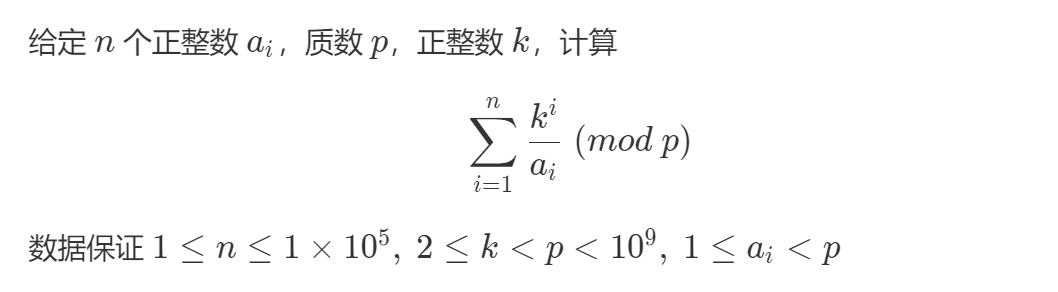 给定 n 个正整数 a_i，质数 p，正整数 k，计算
\sum_{i=1}^{n} \frac{k^i}{a_i} (mod p)
数据保证 1 ≤ n ≤ 1 × 10^5, 2 ≤ k < p < 10^9, 1 ≤ a_i < p